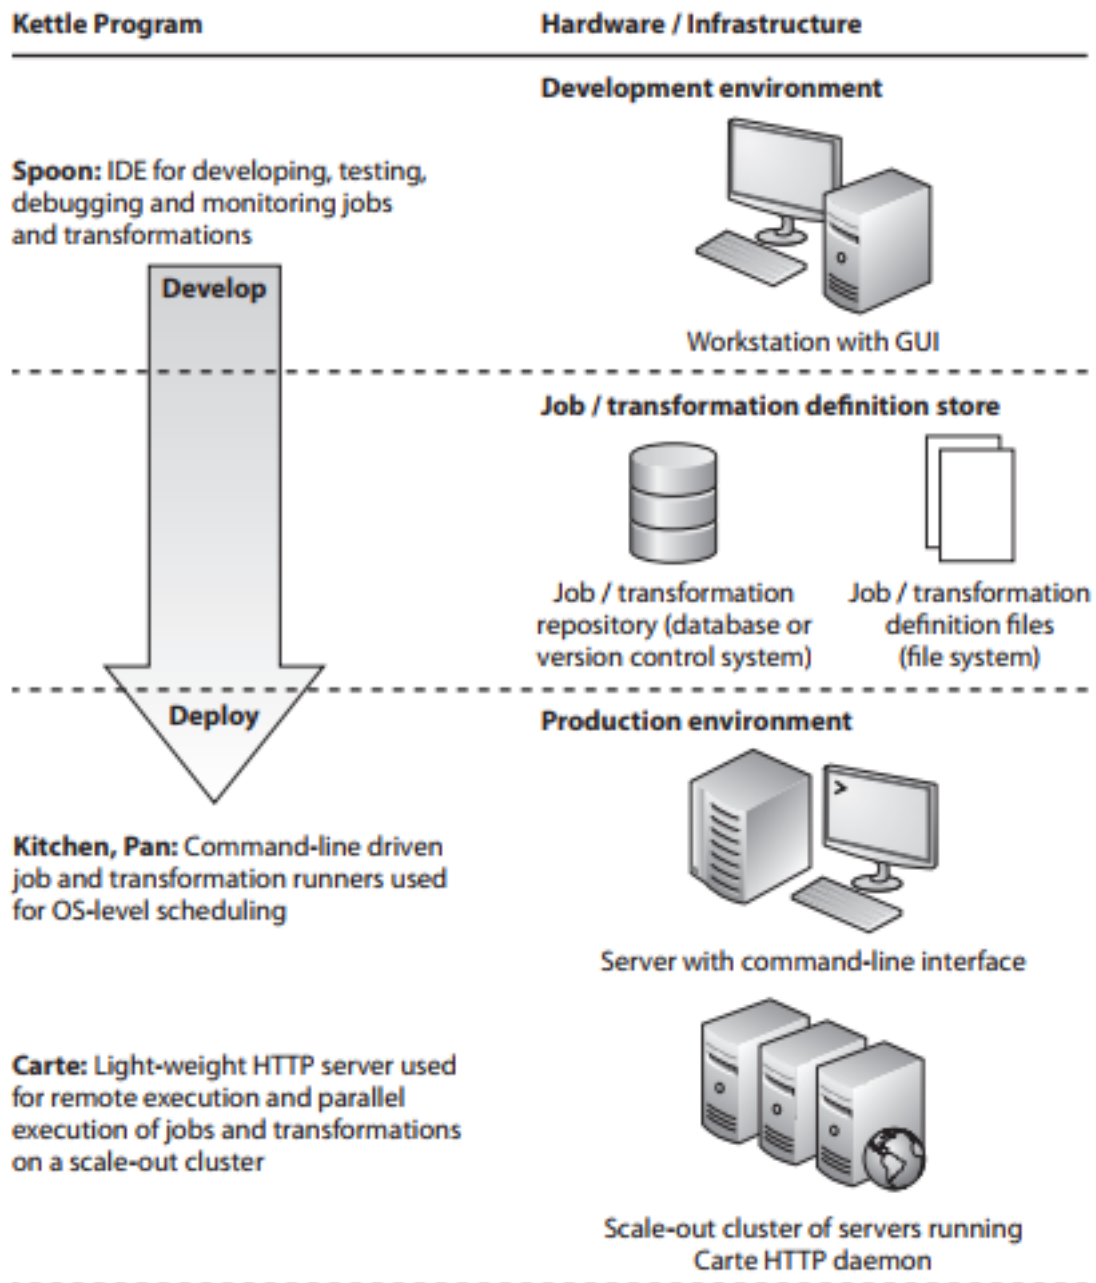 Kettle Program
Hardware / Infrastructure
Development environment
Spoon: IDE for developing, testing,
debugging and monitoring jobs
and transformations
Develop
Workstation with GUI
Job / transformation definition store
Job / transformation
repository (database or
version control system)
Job / transformation
definition files
(file system)
Deploy
Production environment
>
Kitchen, Pan: Command-line driven
job and transformation runners used
for OS-level scheduling
Server with command-line interface
Carte: Light-weight HTTP server used
for remote execution and parallel
execution of jobs and transformations
on a scale-out cluster
Scale-out cluster of servers running
Carte HTTP daemon